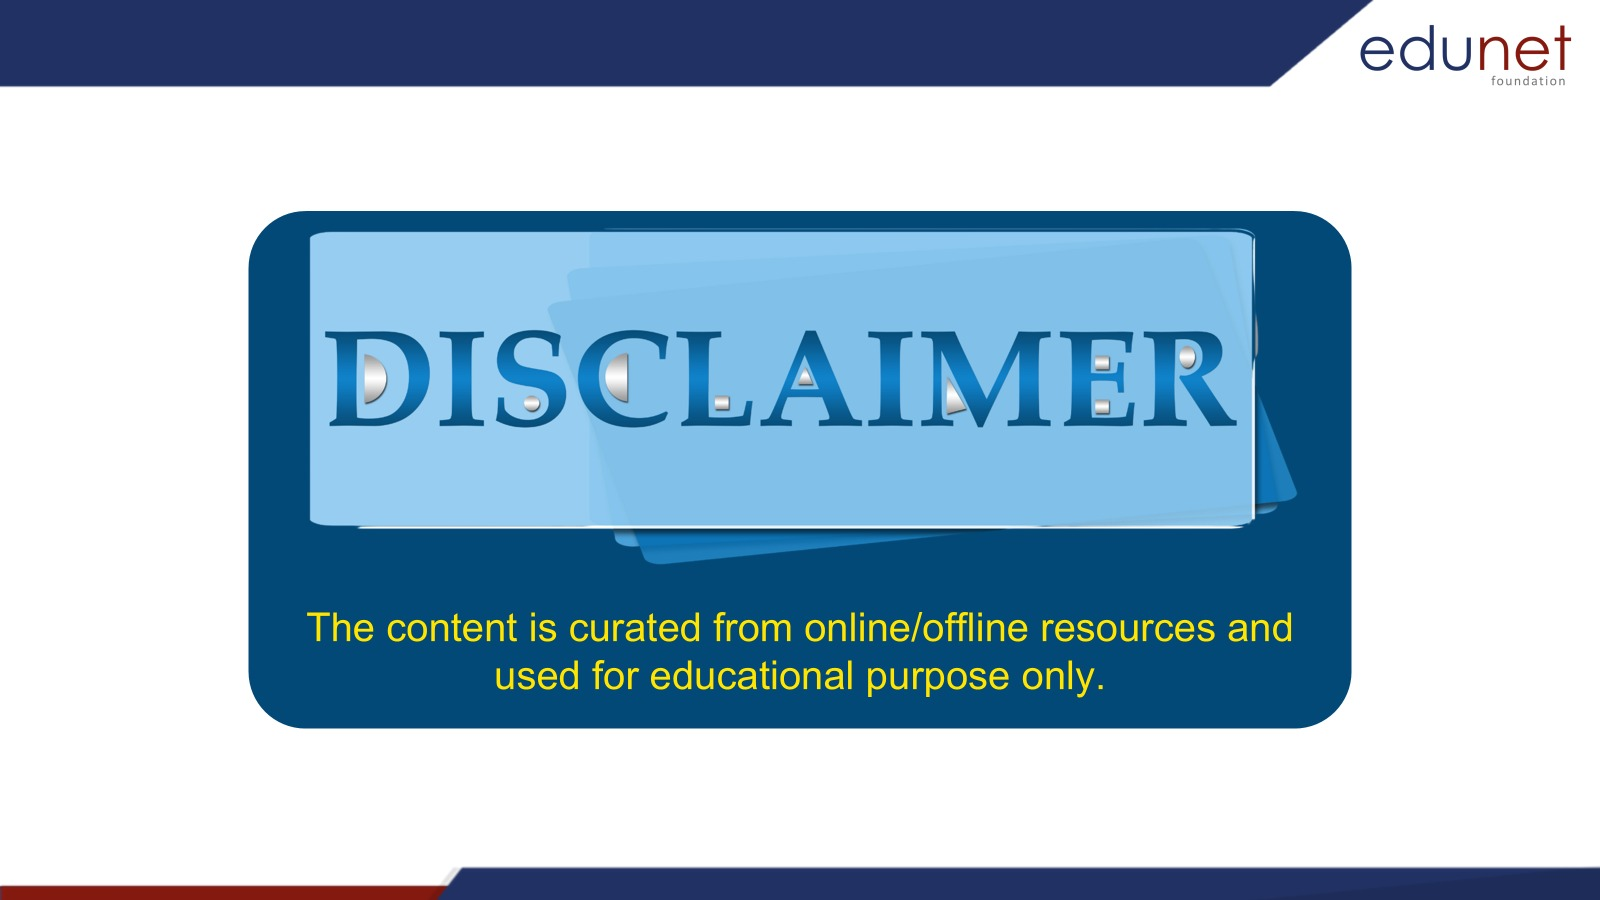 edunet
foundation
DISCLAIMER
The content is curated from online/offline resources and
used for educational purpose only.